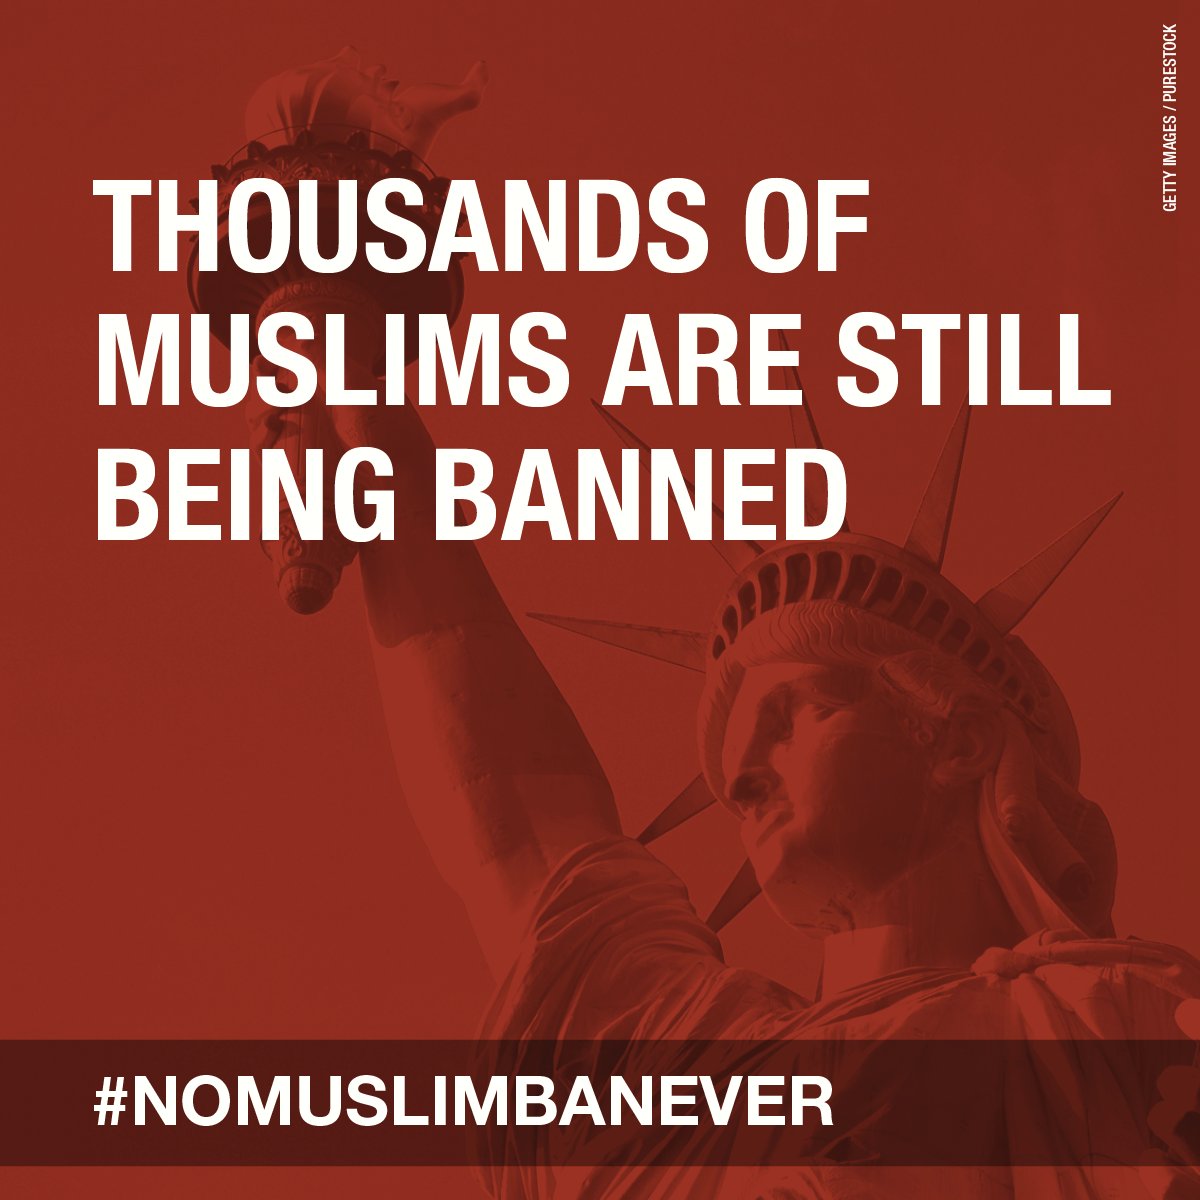 GETTY IMAGES / PURESTOCK
THOUSANDS OF
MUSLIMS ARE STILL
BEING BANNED
#NOMUSLIMBANEVER